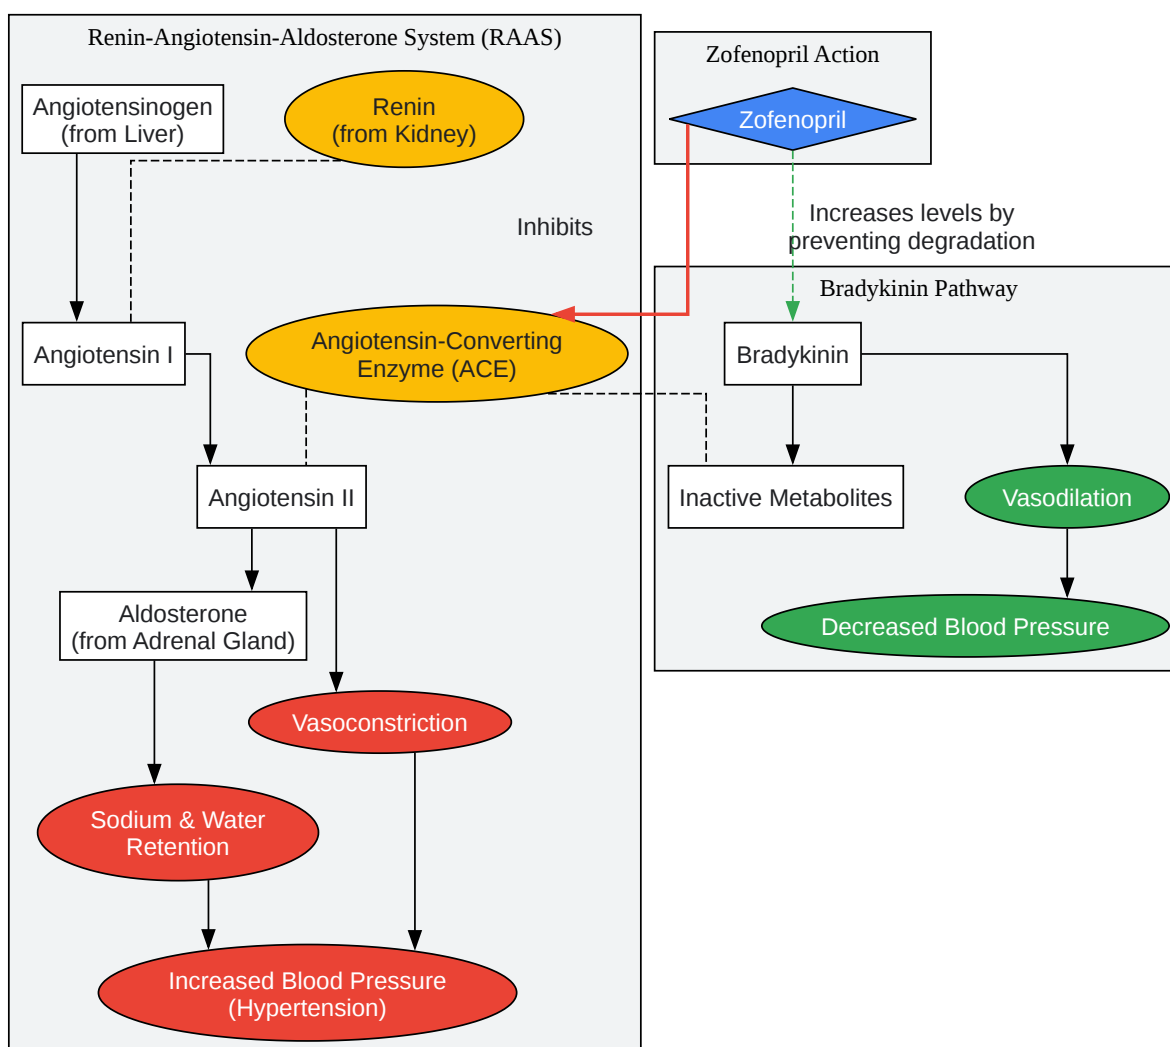 Renin-Angiotensin-Aldosterone System (RAAS)
Angiotensinogen
(from Liver)
Renin
(from Kidney)
Inhibits
Angiotensin I
Angiotensin-Converting
Enzyme (ACE)
Angiotensin II
Aldosterone
(from Adrenal Gland)
Vasoconstriction
Sodium & Water
Retention
Increased Blood Pressure
(Hypertension)
Zofenopril Action
Zofenopril
Increases levels by
preventing degradation
Bradykinin Pathway
Bradykinin
Inactive Metabolites
Vasodilation
Decreased Blood Pressure